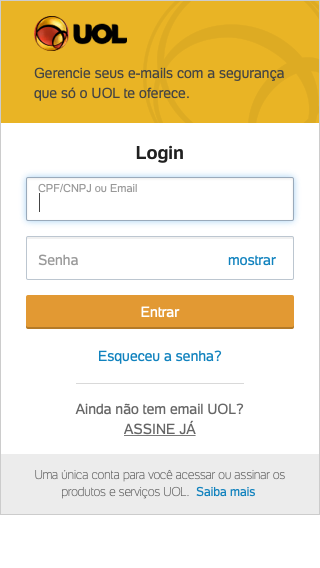 UOL
Gerencie seus e-mails com a segurança
que só o UOL te oferece.
Login
CPF/CNPJ ou Email
Senha
mostrar
Entrar
Esqueceu a senha?
Ainda não tem email UOL?
ASSINE JÁ
Uma única conta para você acessar ou assinar os
produtos e serviços UOL. Saiba mais